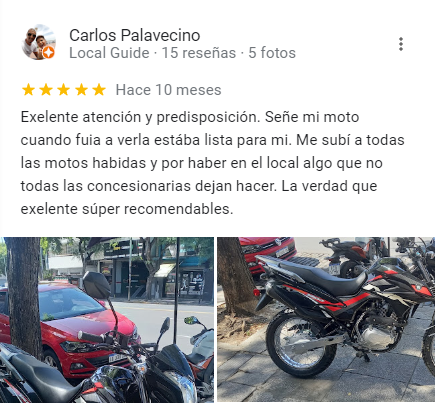 Carlos Palavecino
Local Guide · 15 reseñas · 5 fotos
Hace 10 meses
Exelente atención y predisposición. Señe mi moto
cuando fuia a verla estába lista para mi. Me subí a todas
las motos habidas y por haber en el local algo que no
todas las concesionarias dejan hacer. La verdad que
exelente súper recomendables.